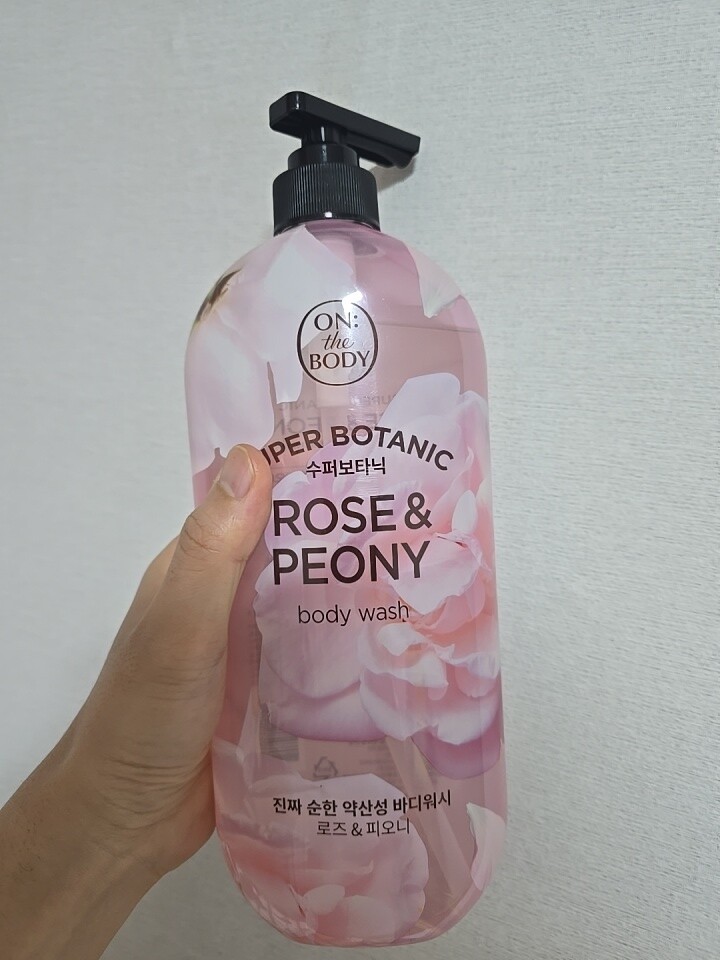 ON:
the
BODY
SUPER BOTANIC
수퍼보타닉
ROSE &
PEONY
body wash
진짜 순한 약산성 바디워시
로즈 & 피오니